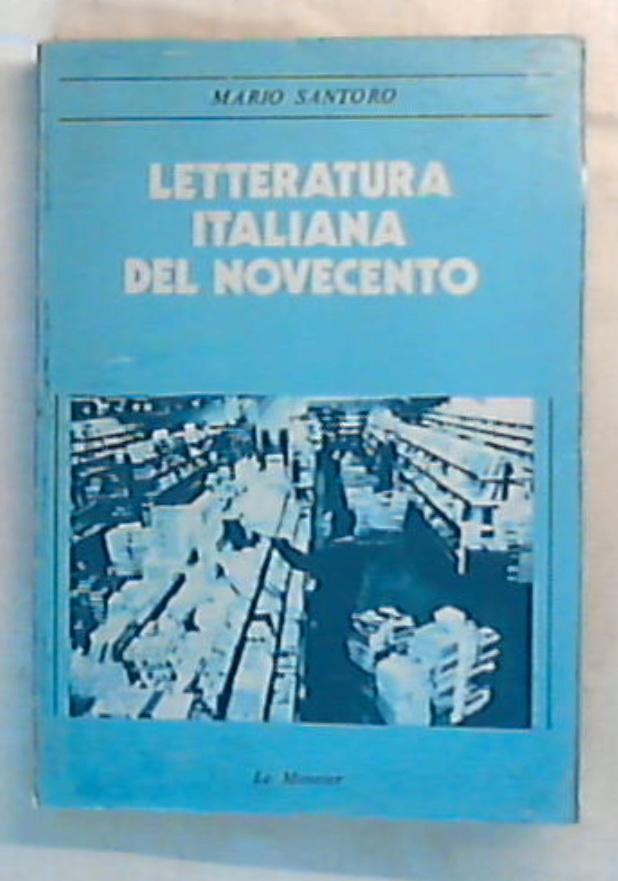 MARIO SANTORO
LETTERATURA
ITALIANA
DEL NOVECENTO
Le Monnier